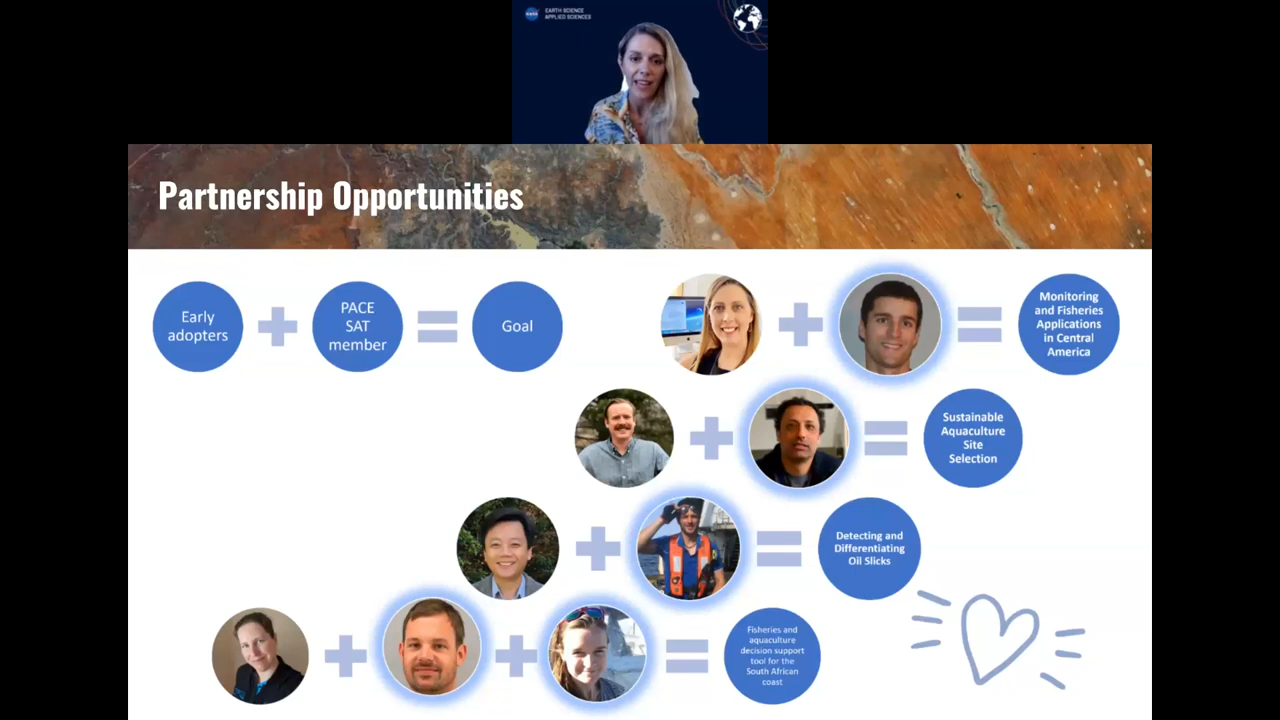 NASA
EARTH SCIENCE
APPLIED SCIENCES
Partnership Opportunities
Early
adopters
PACE
SAT
member
Goal
Monitoring
and Fisheries
Applications
in Central
America
Sustainable
Aquaculture
Site
Selection
Detecting and
Differentiating
Oil Slicks
Fisheries and
aquaculture
decision support
tool for the
South African
coast